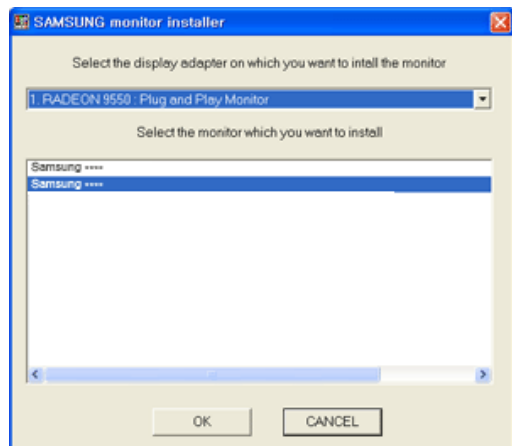 SAMSUNG monitor installer
Select the display adapter on which you want to intall the monitor
1. RADEON 9550 : Plug and Play Monitor
Select the monitor which you want to install
Samsung ----
Samsung ----
OK
CANCEL